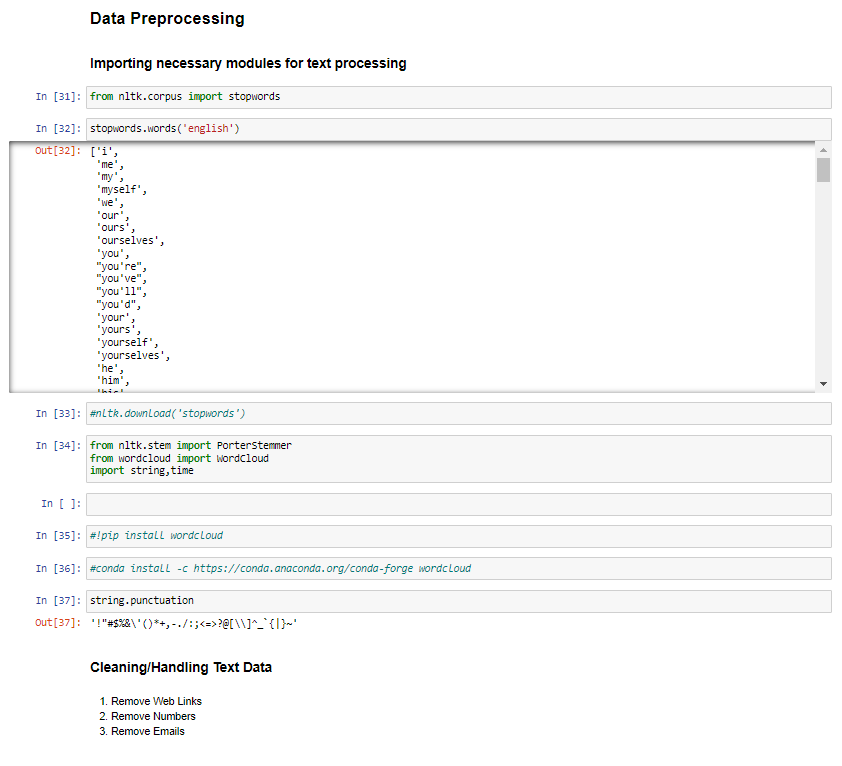 Data Preprocessing
Importing necessary modules for text processing
In [31]: from nltk.corpus import stopwords
In [32]: stopwords.words('english')
Out[32]: ['i',
'me',
'my',
'myself',
'we',
'our',
'ours',
'ourselves',
'you',
"you're",
"you've",
"you'll",
"you'd",
'your',
'yours',
'yourself',
'yourselves',
'he',
'him',
In [33]: #nltk.download('stopwords')
In [34]: from nltk.stem import PorterStemmer
from wordcloud import WordCloud
import string,time
In [ ]:
In [35]: #!pip install wordcloud
In [36]: #conda install -c https://conda.anaconda.org/conda-forge wordcloud
In [37]: string.punctuation
Out[37]: '!"#$%&\'()*+,-./:;<=>?@[\\]^_`{|}~'
Cleaning/Handling Text Data
1. Remove Web Links
2. Remove Numbers
3. Remove Emails